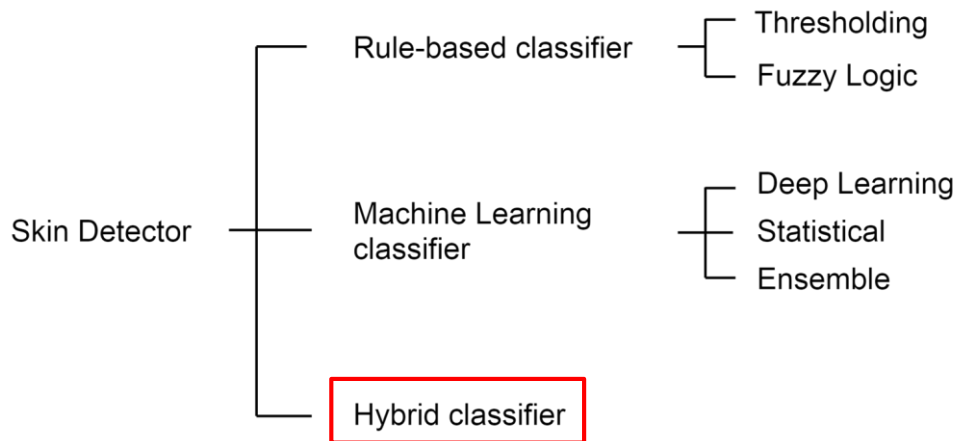 Rule-based classifier
Thresholding
Fuzzy Logic
Skin Detector
Machine Learning
classifier
Deep Learning
Statistical
Ensemble
Hybrid classifier